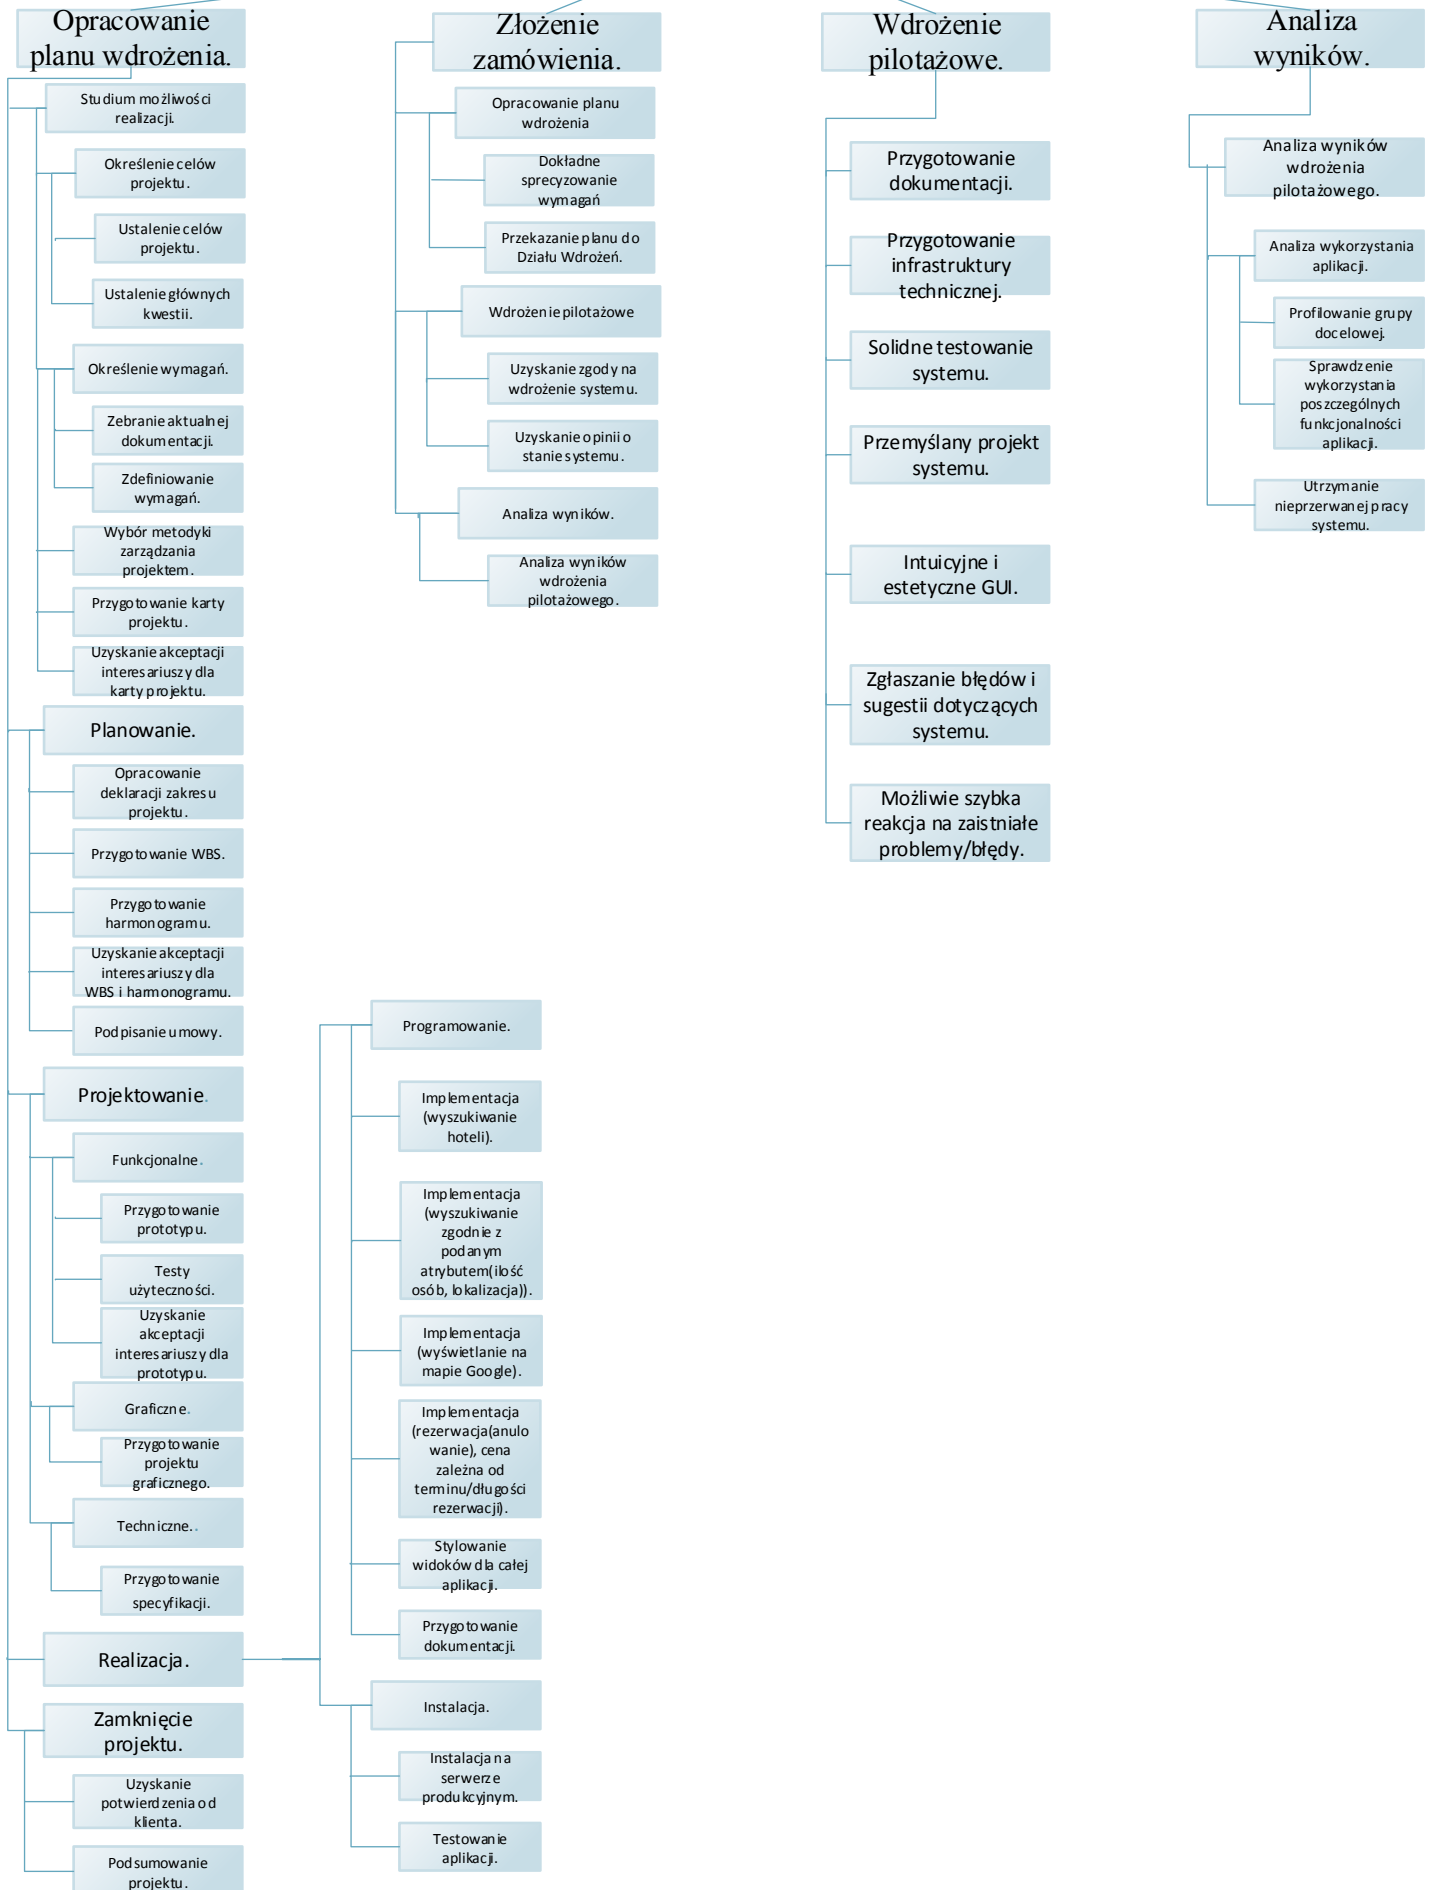 Opracowanie
planu wdrożenia.
Studium możliwości
realizacji.
Określenie celów
projektu.
Ustalenie celów
projektu.
Ustalenie głównych
kwestii.
Określenie wymagań.
Zebranie aktualnej
dokumentacji.
Zdefiniowanie
wymagań.
Wybór metodyki
zarządzania
projektem.
Przygotowanie karty
projektu.
Uzyskanie akceptacji
interesariuszy dla
karty projektu.
Planowanie.
Opracowanie
deklaracji zakresu
projektu.
Przygotowanie WBS.
Przygotowanie
harmonogramu.
Uzyskanie akceptacji
interesariuszy dla
WBS i harmonogramu.
Podpisanie umowy.
Projektowanie.
Funkcjonalne.
Przygotowanie
prototypu.
Testy
użyteczności.
Uzyskanie
akceptacji
interesariuszy dla
prototypu.
Graficzne.
Przygotowanie
projektu
graficznego.
Techniczne..
Przygotowanie
specyfikacji.
Realizacja.
Zamknięcie
projektu.
Uzyskanie
potwierdzenia od
klienta.
Podsumowanie
projektu.
Programowanie.
Implementacja
(wyszukiwanie
hoteli).
Implementacja
(wyszukiwanie
zgodnie z
podanym
atrybutem(ilość
osób, lokalizacja)).
Implementacja
(wyświetlanie na
mapie Google).
Implementacja
(rezerwacja(anulo
wanie), cena
zależna od
terminu/długości
rezerwacji).
Stylowanie
widoków dla całej
aplikacji.
Przygotowanie
dokumentacji.
Instalacja.
Instalacja na
serwerze
produkcyjnym.
Testowanie
aplikacji.
Złożenie
zamówienia.
Opracowanie planu
wdrożenia
Dokładne
sprecyzowanie
wymagań
Przekazanie planu do
Działu Wdrożeń.
Wdrożenie pilotażowe
Uzyskanie zgody na
wdrożenie systemu.
Uzyskanie opinii o
stanie systemu.
Analiza wyników.
Analiza wyników
wdrożenia
pilotażowego.
Wdrożenie
pilotażowe.
Przygotowanie
dokumentacji.
Przygotowanie
infrastruktury
technicznej.
Solidne testowanie
systemu.
Przemyślany projekt
systemu.
Intuicyjne i
estetyczne GUI.
Zgłaszanie błędów i
sugestii dotyczących
systemu.
Możliwie szybka
reakcja na zaistniałe
problemy/błędy.
Analiza
wyników.
Analiza wyników
wdrożenia
pilotażowego.
Analiza wykorzystania
aplikacji.
Profilowanie grupy
docelowej.
Sprawdzenie
wykorzystania
poszczególnych
funkcjonalności
aplikacji.
Utrzymanie
nieprzerwanej pracy
systemu.